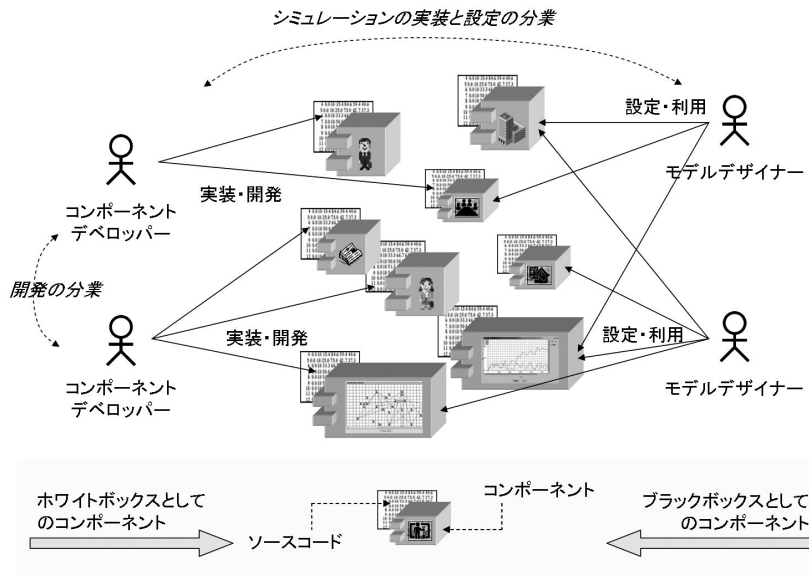 シミュレーションの実装と設定の分業
設定・利用
モデルデザイナー
コンポーネント
デベロッパー
実装・開発
開発の分業
実装・開発
設定・利用
コンポーネント
デベロッパー
モデルデザイナー
ホワイトボックスとして
のコンポーネント
ソースコード
コンポーネント
ブラックボックスとして
のコンポーネント